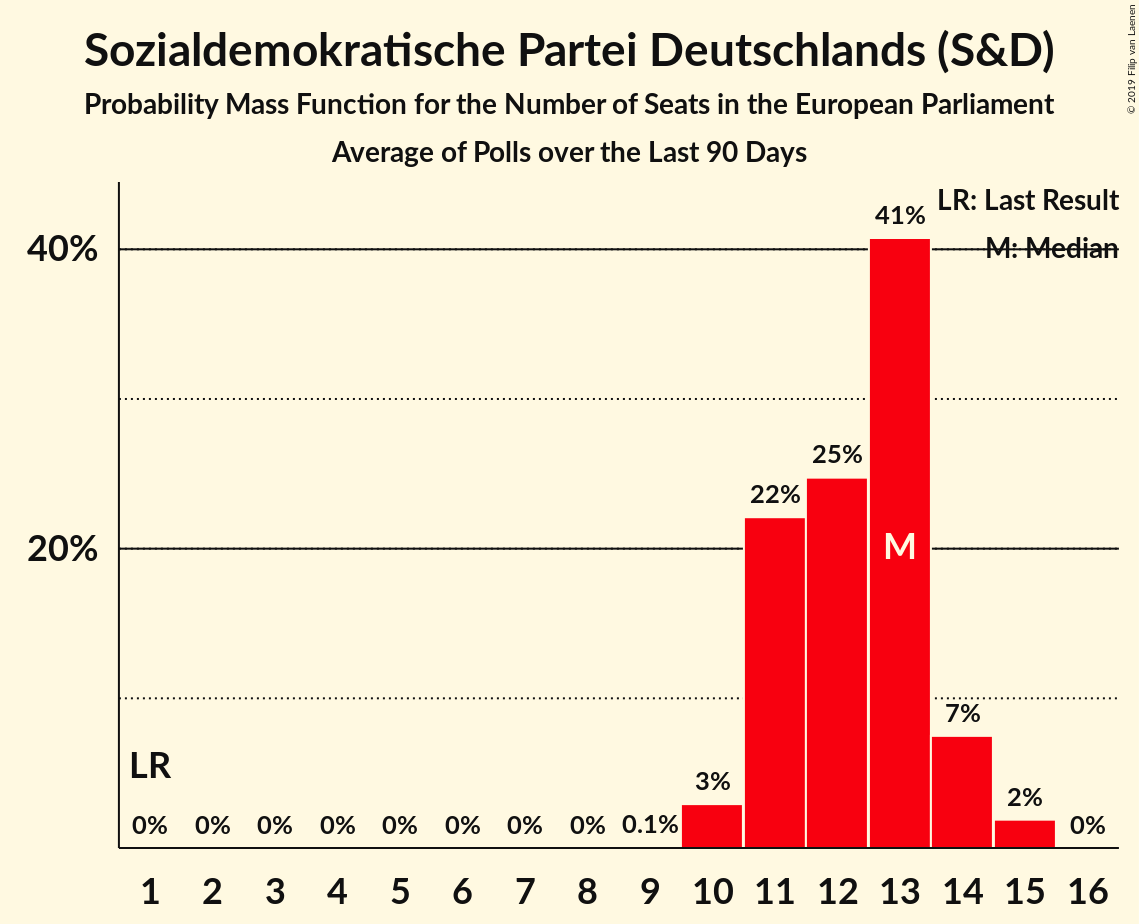 Sozialdemokratische Partei Deutschlands (S&D)
Probability Mass Function for the Number of Seats in the European Parliament
Average of Polls over the Last 90 Days
© 2019 Filip van Laenen
LR: Last Result
M: Median
40%
20%
41%
25%
22%
M
7%
LR
3%
2%
0% 0% 0% 0% 0% 0% 0% 0% 0.1% 0%
1 2 3 4 5 6 7 8 9 10 11 12 13 14 15 16